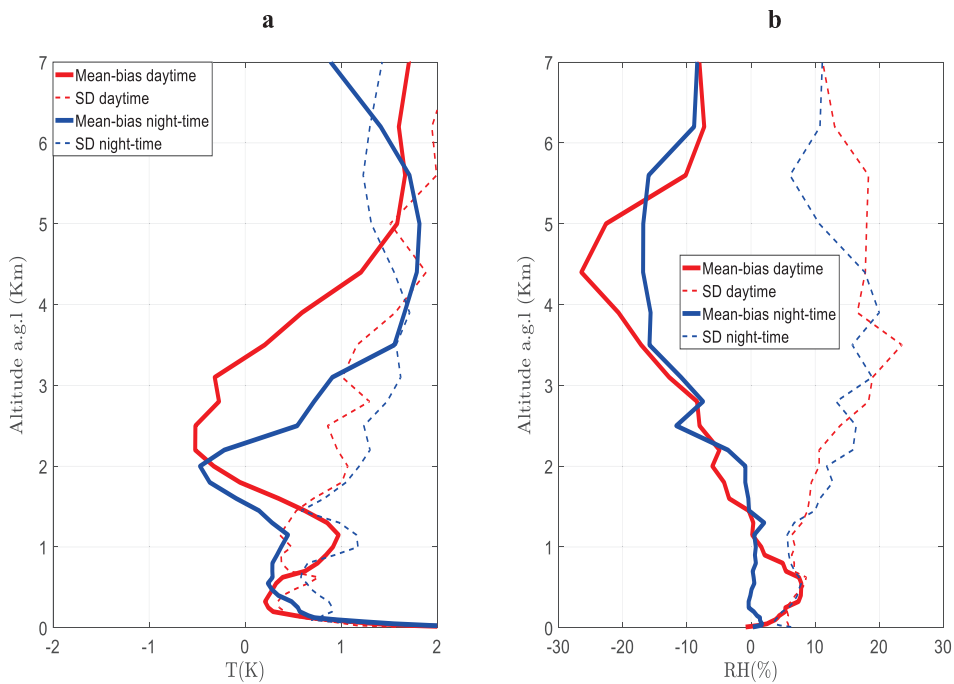 a
b
Mean-bias daytime
SD daytime
Mean-bias night-time
SD night-time
7
6
5
4
3
2
1
0
-2
-1
0
1
2
T(K)
Altitude a.g.l (Km)
Mean-bias daytime
SD daytime
Mean-bias night-time
SD night-time
7
6
5
4
3
2
1
0
-30
-20
-10
0
10
20
30
RH(%)
Altitude a.g.l (Km)